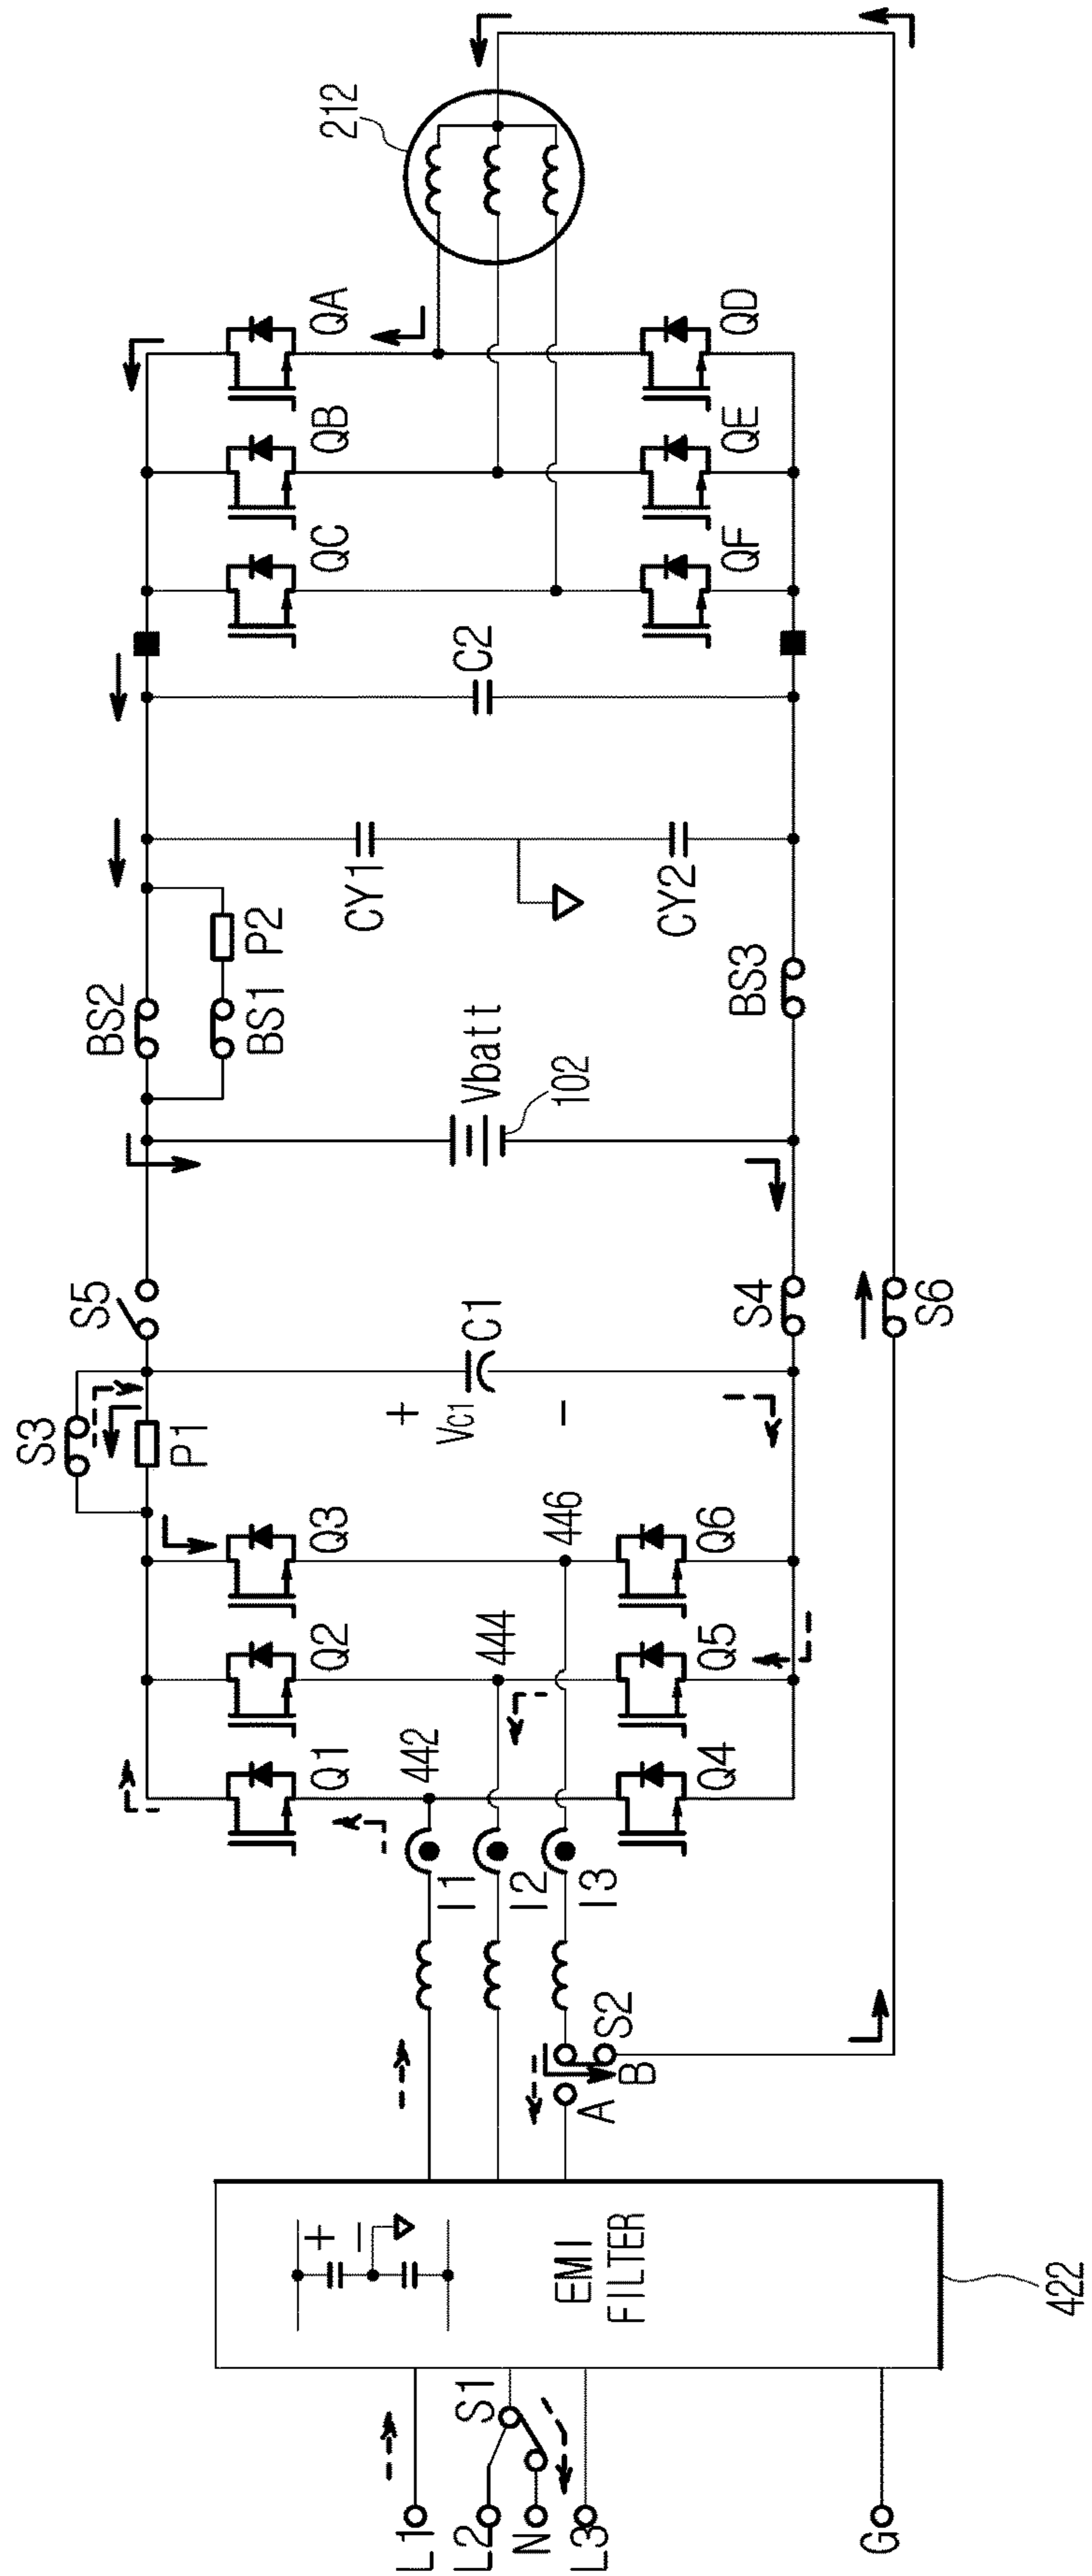 L1
L2
N
L3
G
S1
+
−
EMI
FILTER
422
A
B
S2
I1
I2
I3
442
444
446
Q1
Q2
Q3
Q4
Q5
Q6
S3
P1
+
VC1
−
C1
S5
S4
S6
Vbatt
102
BS2
BS1
P2
BS3
CY1
CY2
C2
QC
QB
QA
QF
QE
QD
212